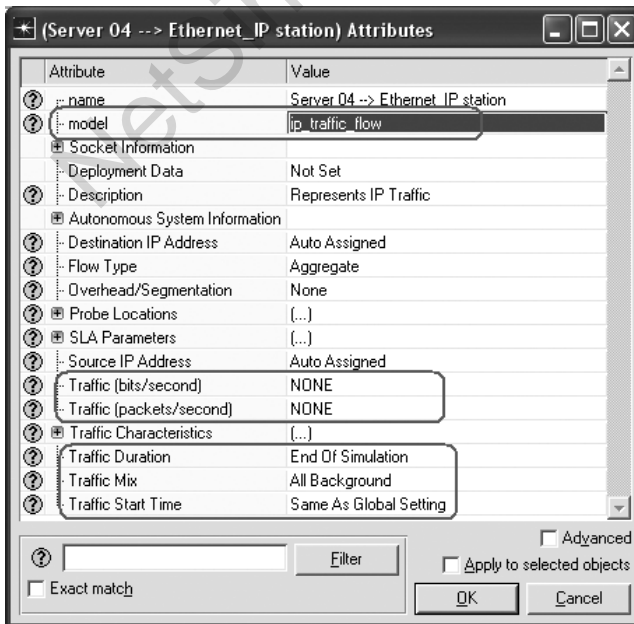 (Server 04 --> Ethernet_IP station) Attributes
Attribute Value
name Server 04 --> Ethernet_IP station
model ip_traffic_flow
Socket Information
Deployment Data Not Set
Description Represents IP Traffic
Autonomous System Information
Destination IP Address Auto Assigned
Flow Type Aggregate
Overhead/Segmentation None
Probe Locations (...)
SLA Parameters (...)
Source IP Address Auto Assigned
Traffic (bits/second) NONE
Traffic (packets/second) NONE
Traffic Characteristics (...)
Traffic Duration End Of Simulation
Traffic Mix All Background
Traffic Start Time Same As Global Setting
Advanced
Filter
Apply to selected objects
Exact match
OK Cancel